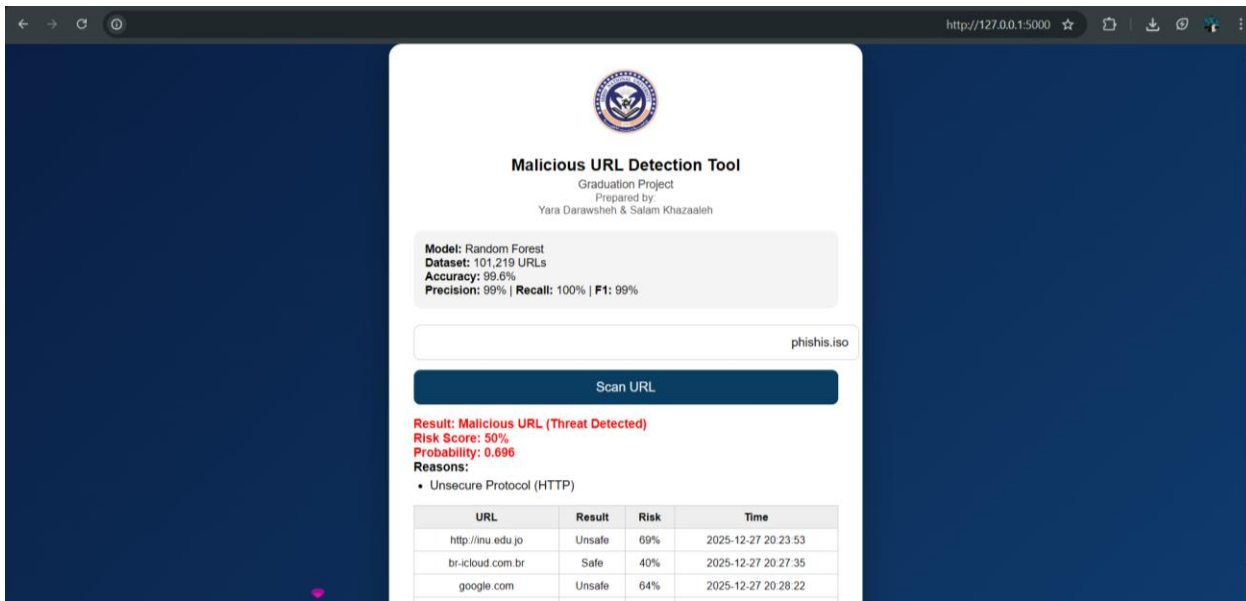 http://127.0.0.1:5000
Malicious URL Detection Tool
Graduation Project
Prepared by:
Yara Darawsheh & Salam Khazaaleh
Model: Random Forest
Dataset: 101,219 URLs
Accuracy: 99.6%
Precision: 99% | Recall: 100% | F1: 99%
phishis.iso
Scan URL
Result: Malicious URL (Threat Detected)
Risk Score: 50%
Probability: 0.696
Reasons:
• Unsecure Protocol (HTTP)
URL Result Risk Time
http://inu.edu.jo Unsafe 69% 2025-12-27 20:23:53
br-icloud.com.br Safe 40% 2025-12-27 20:27:35
google.com Unsafe 64% 2025-12-27 20:28:22